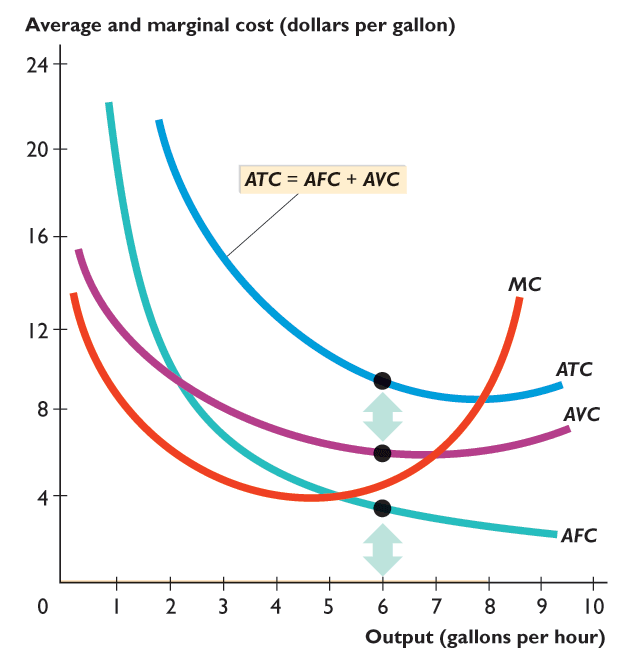 Average and marginal cost (dollars per gallon)
24
20
ATC = AFC + AVC
16
MC
12
ATC
8
AVC
4
AFC
0 1 2 3 4 5 6 7 8 9 10
Output (gallons per hour)